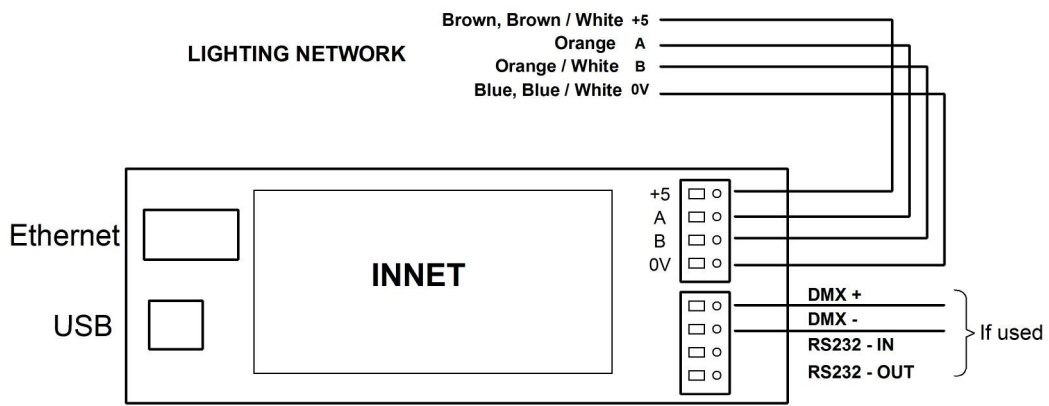 Brown, Brown / White +5
LIGHTING NETWORK
Orange A
Orange / White B
Blue, Blue / White 0V
+5
A
B
0V
Ethernet
INNET
USB
DMX +
DMX -
RS232 - IN
RS232 - OUT
If used